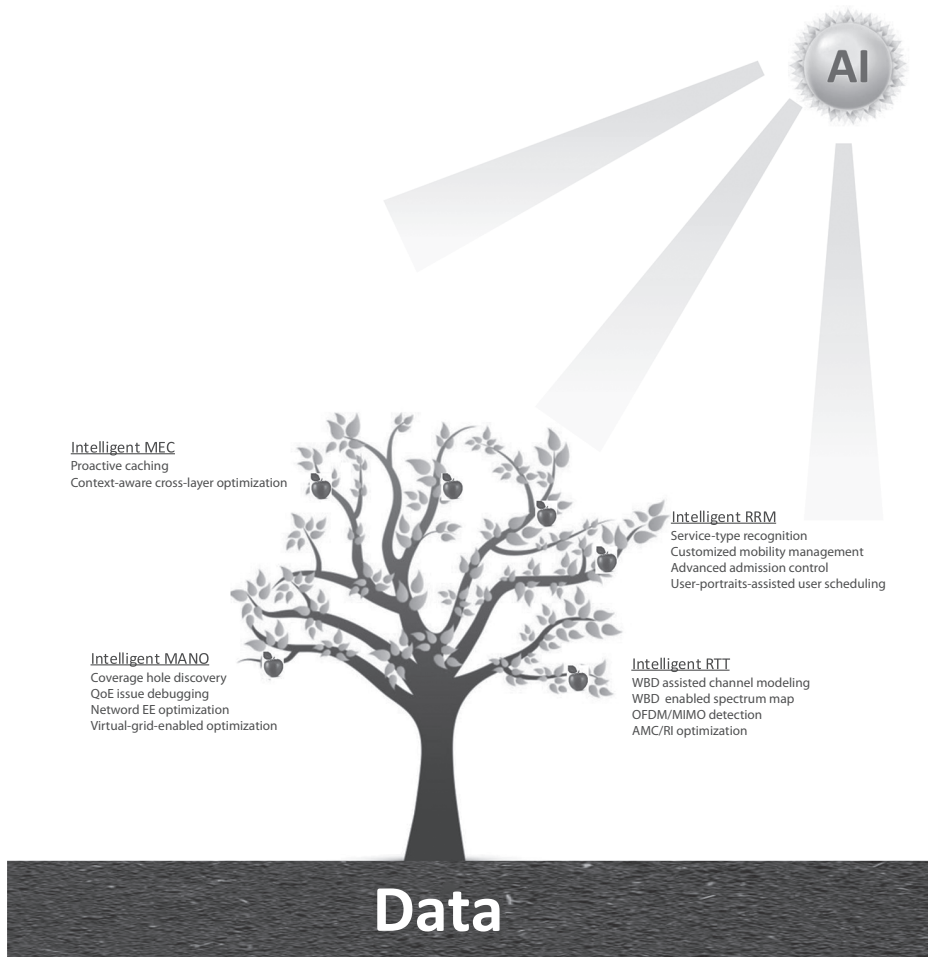 AI
Intelligent MEC
Proactive caching
Context-aware cross-layer optimization
Intelligent RRM
Service-type recognition
Customized mobility management
Advanced admission control
User-portraits-assisted user scheduling
Intelligent MANO
Coverage hole discovery
QoE issue debugging
Netword EE optimization
Virtual-grid-enabled optimization
Intelligent RTT
WBD assisted channel modeling
WBD enabled spectrum map
OFDM/MIMO detection
AMC/RI optimization
Data